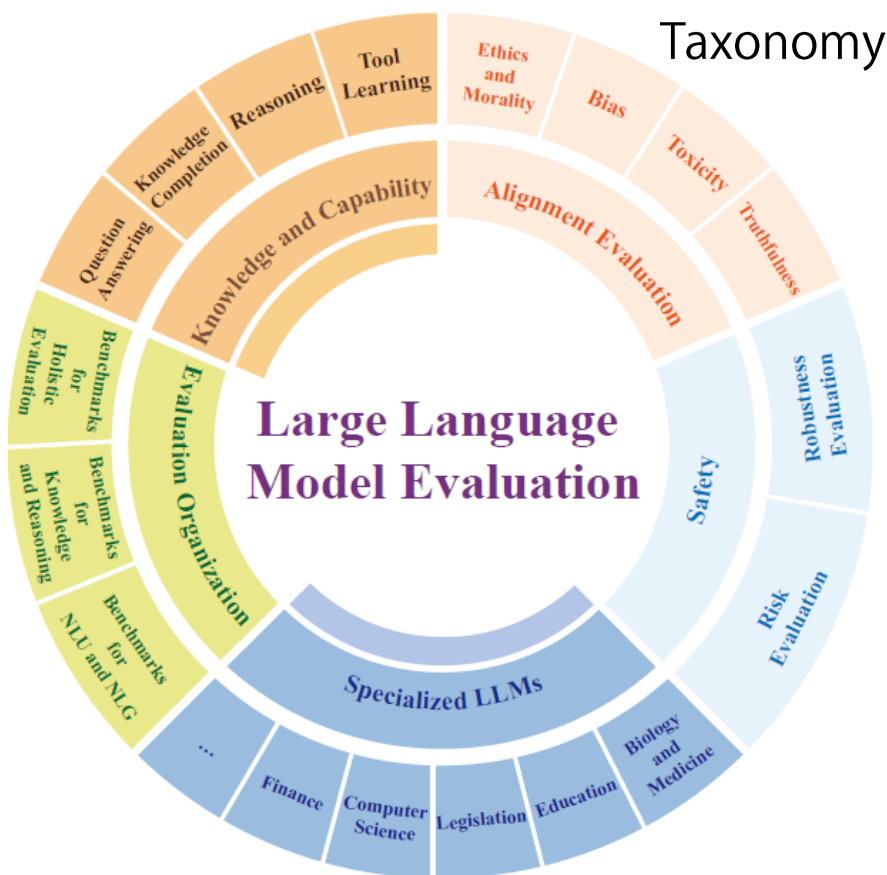 Taxonomy
Large Language
Model Evaluation
Knowledge and Capability
Question
Answering
Knowledge
Completion
Reasoning
Tool
Learning
Alignment Evaluation
Ethics
and
Morality
Bias
Toxicity
Truthfulness
Safety
Robustness
Evaluation
Risk
Evaluation
Specialized LLMs
Biology
and
Medicine
Education
Legislation
Computer
Science
Finance
...
Evaluation Organization
Benchmarks
for
NLU and NLG
Benchmarks
for
Knowledge
and Reasoning
Benchmarks
for
Holistic
Evaluation